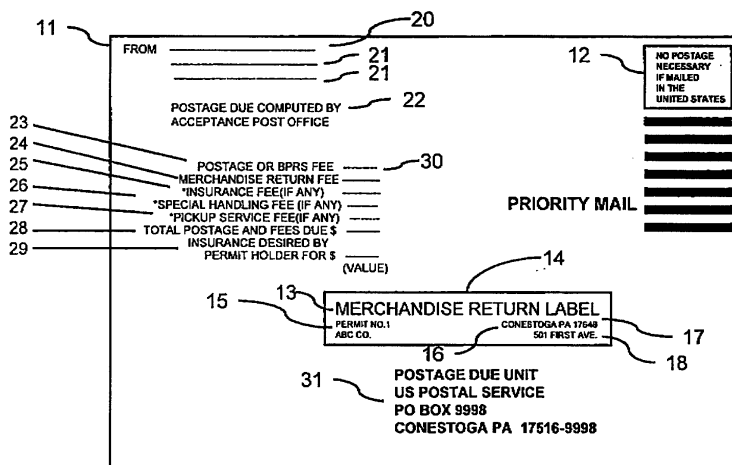 11
20
FROM
21
21
12
NO POSTAGE
NECESSARY
IF MAILED
IN THE
UNITED STATES
22
POSTAGE DUE COMPUTED BY
ACCEPTANCE POST OFFICE
23
24
25
26
27
28
29
30
POSTAGE OR BPRS FEE
MERCHANDISE RETURN FEE
*INSURANCE FEE(IF ANY)
*SPECIAL HANDLING FEE (IF ANY)
*PICKUP SERVICE FEE(IF ANY)
TOTAL POSTAGE AND FEES DUE $
INSURANCE DESIRED BY
PERMIT HOLDER FOR $
(VALUE)
PRIORITY MAIL
14
13
MERCHANDISE RETURN LABEL
15
PERMIT NO.1
CONESTOGA PA 17648
17
ABC CO.
16
501 FIRST AVE.
18
31
POSTAGE DUE UNIT
US POSTAL SERVICE
PO BOX 9998
CONESTOGA PA 17516-9998